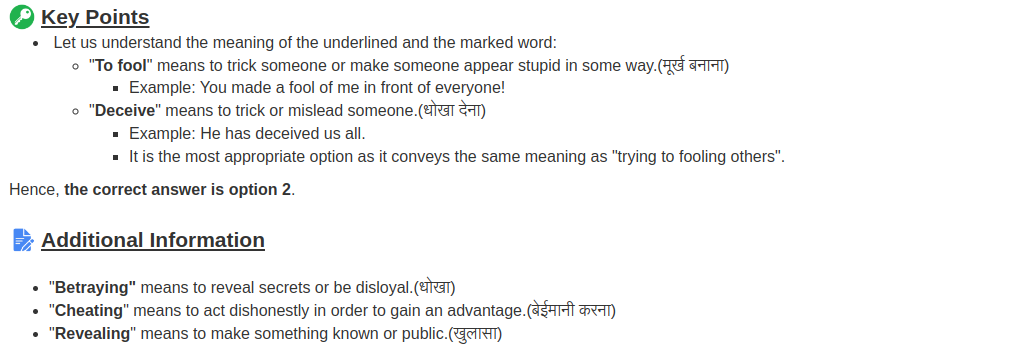 Key Points
Let us understand the meaning of the underlined and the marked word:
"To fool" means to trick someone or make someone appear stupid in some way.(मूर्ख बनाना)
Example: You made a fool of me in front of everyone!
"Deceive" means to trick or mislead someone.(धोखा देना)
Example: He has deceived us all.
It is the most appropriate option as it conveys the same meaning as "trying to fooling others".
Hence, the correct answer is option 2.
Additional Information
"Betraying" means to reveal secrets or be disloyal.(धोखा)
"Cheating" means to act dishonestly in order to gain an advantage.(बेईमानी करना)
"Revealing" means to make something known or public.(खुलासा)